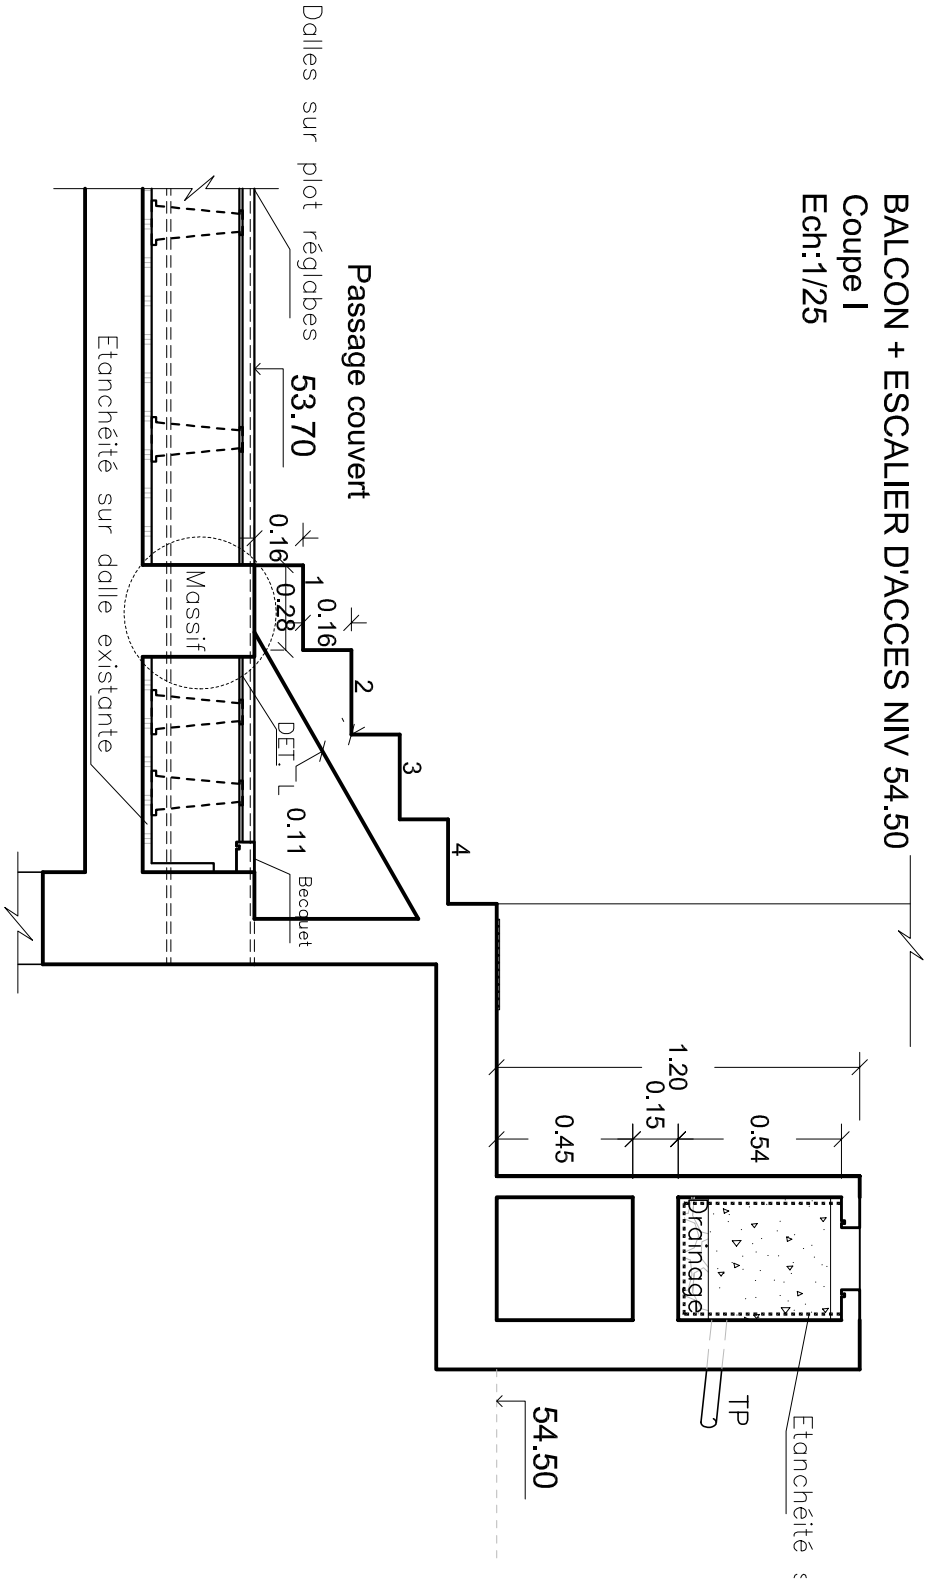 BALCON + ESCALIER D'ACCES NIV 54.50
Coupe I
Ech:1/25
Dalles sur plot réglabes
Passage couvert
53.70
Etanchéité sur dalle existante
Massif
0.16
0.28
0.16
1
2
3
4
DET. L
0.11
Becquet
1.20
0.15
0.45
0.54
Drainage
TP
54.50
Etanchéité s